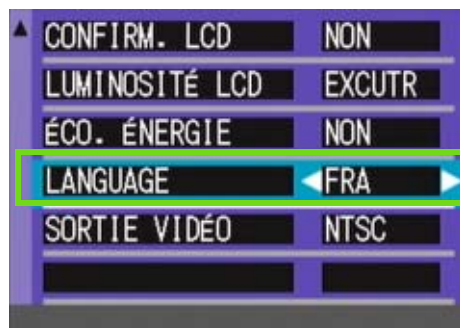 CONFIRM. LCD NON
LUMINOSITÉ LCD EXCUTR
ÉCO. ÉNERGIE NON
LANGUAGE FRA
SORTIE VIDÉO NTSC